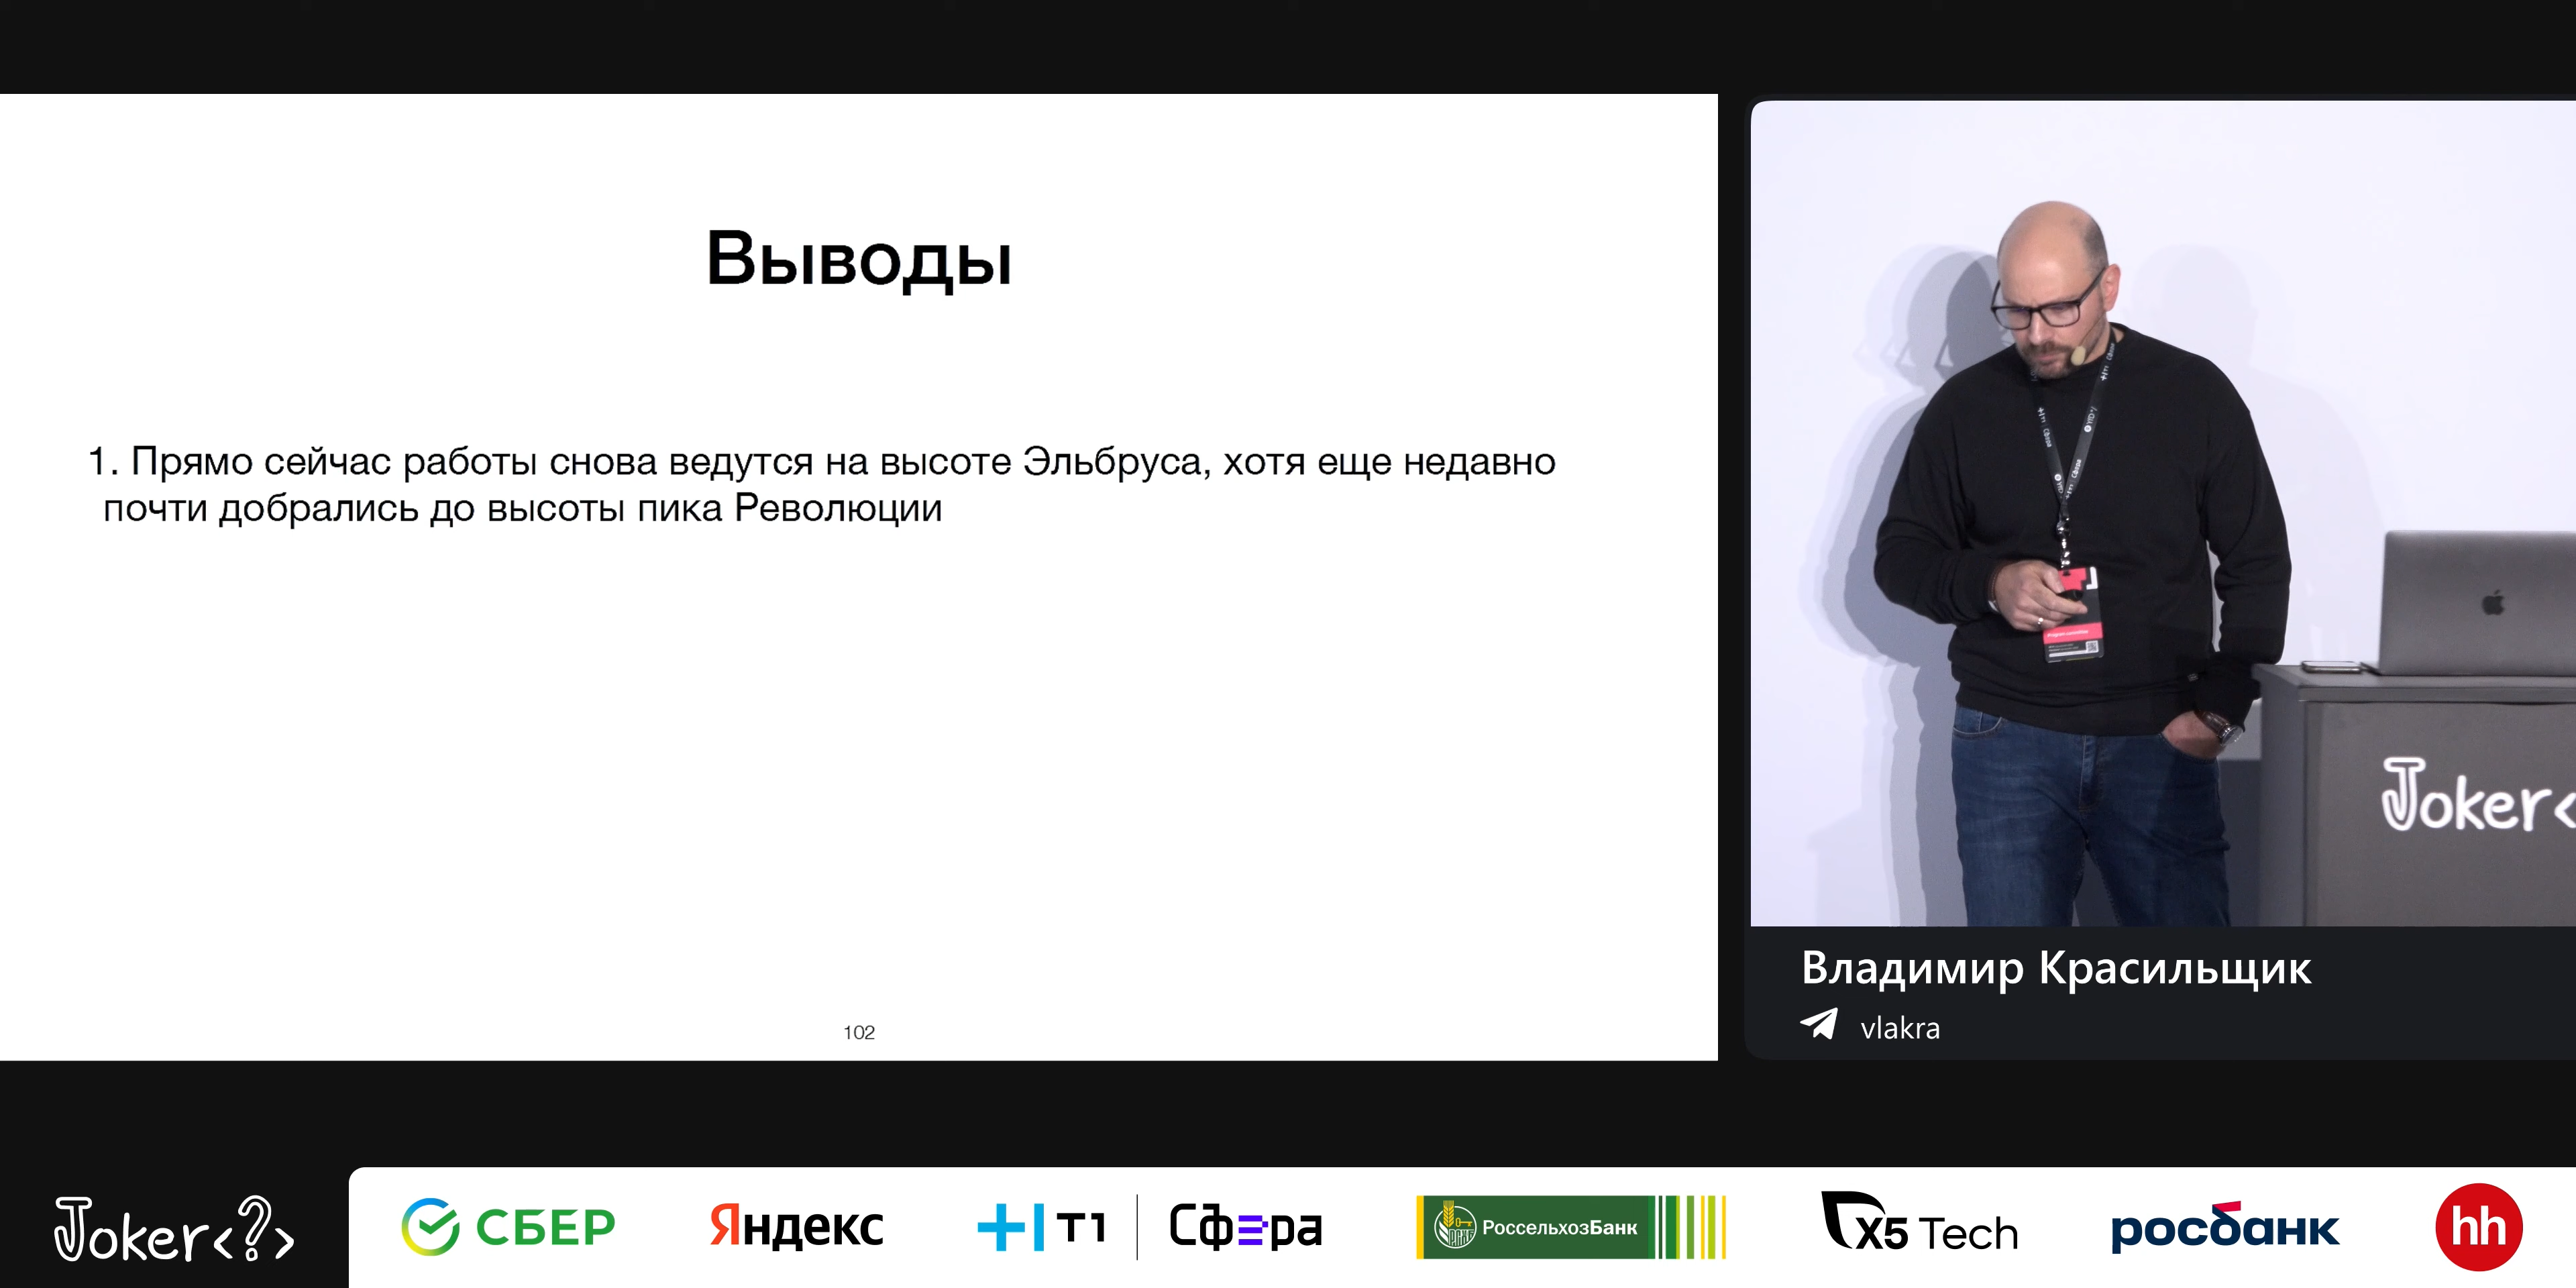 Выводы
1. Прямо сейчас работы снова ведутся на высоте Эльбруса, хотя еще недавно
почти добрались до высоты пика Революции
102
Joker<
Владимир Красильщик
vlakra
Joker<?>
СБЕР
Яндекс
Т1
Сфера
РоссельхозБанк
X5 Tech
росбанк
hh